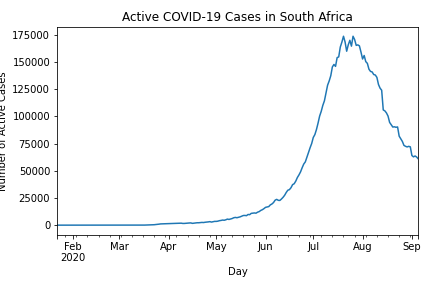 Active COVID-19 Cases in South Africa
Number of Active Cases
175000
150000
125000
100000
75000
50000
25000
0
Feb Mar Apr May Jun Jul Aug Sep
2020
Day